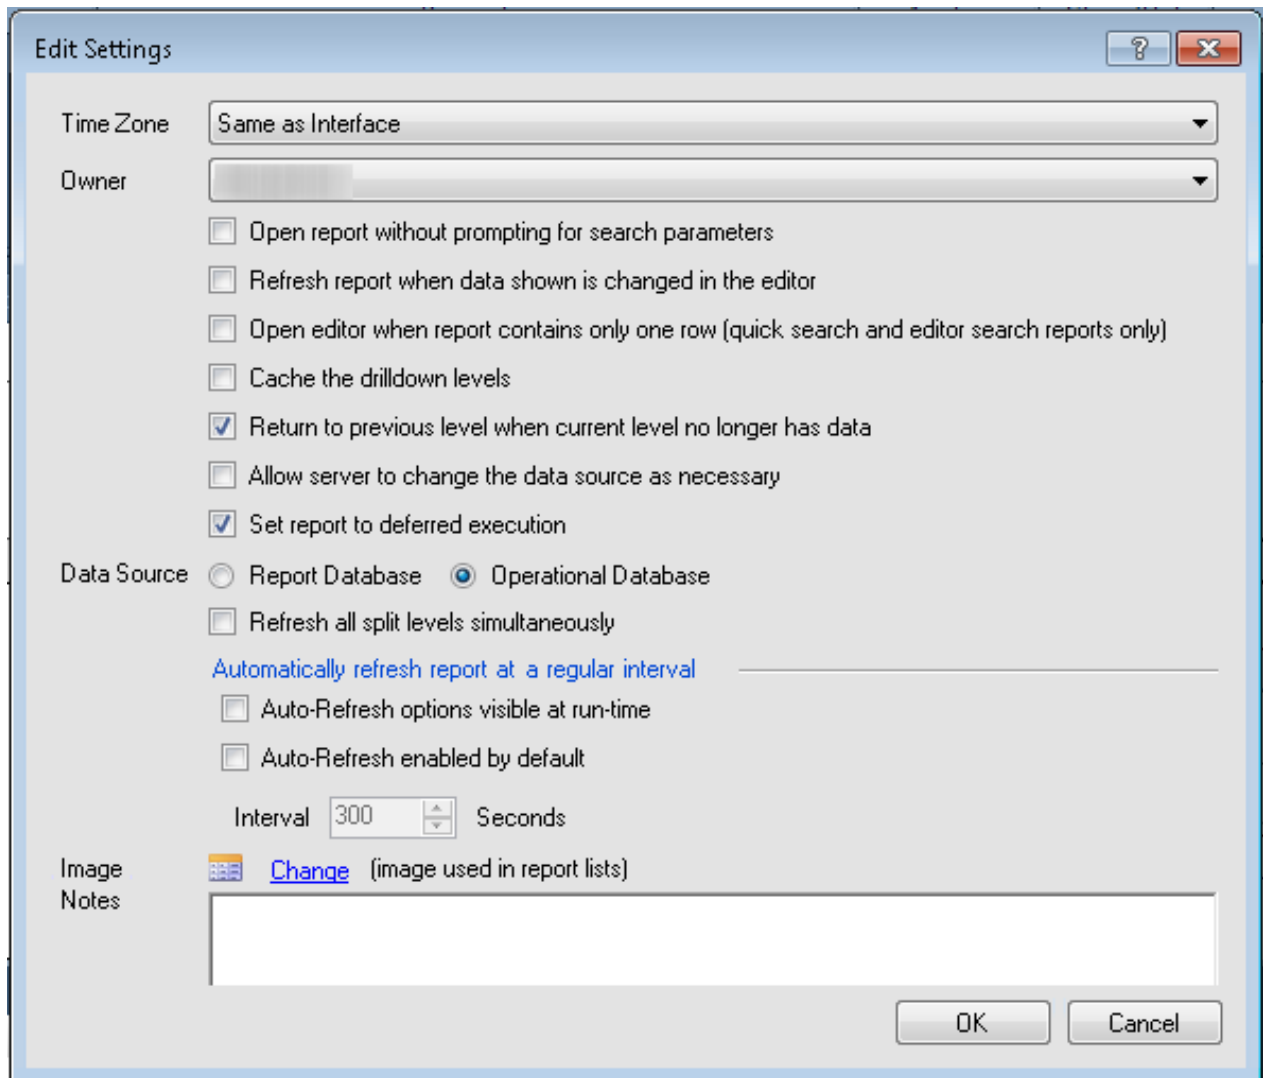 Edit Settings
?
Time Zone Same as Interface
Owner
Open report without prompting for search parameters
Refresh report when data shown is changed in the editor
Open editor when report contains only one row (quick search and editor search reports only)
Cache the drilldown levels
Return to previous level when current level no longer has data
Allow server to change the data source as necessary
Set report to deferred execution
Data Source Report Database Operational Database
Refresh all split levels simultaneously
Automatically refresh report at a regular interval
Auto-Refresh options visible at run-time
Auto-Refresh enabled by default
Interval 300 Seconds
Image Change (image used in report lists)
Notes
OK Cancel